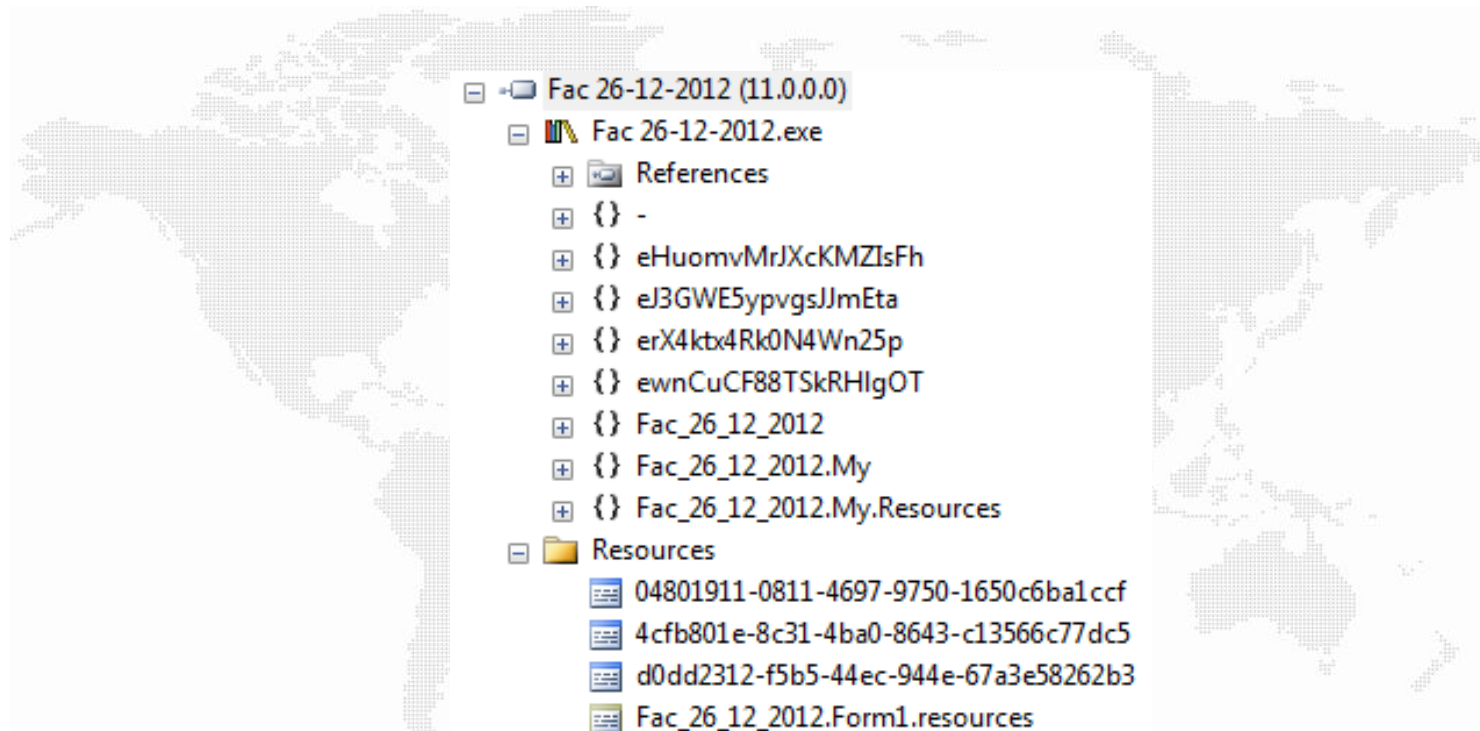 Fac 26-12-2012 (11.0.0.0)
Fac 26-12-2012.exe
References
{} -
{} eHuomvMrJXcKMZIsFh
{} eJ3GWE5ypvgsJJmEta
{} erX4ktx4Rk0N4Wn25p
{} ewnCuCF88TSkRHIgOT
{} Fac_26_12_2012
{} Fac_26_12_2012.My
{} Fac_26_12_2012.My.Resources
Resources
04801911-0811-4697-9750-1650c6ba1ccf
4cfb801e-8c31-4ba0-8643-c13566c77dc5
d0dd2312-f5b5-44ec-944e-67a3e58262b3
Fac_26_12_2012.Form1.resources